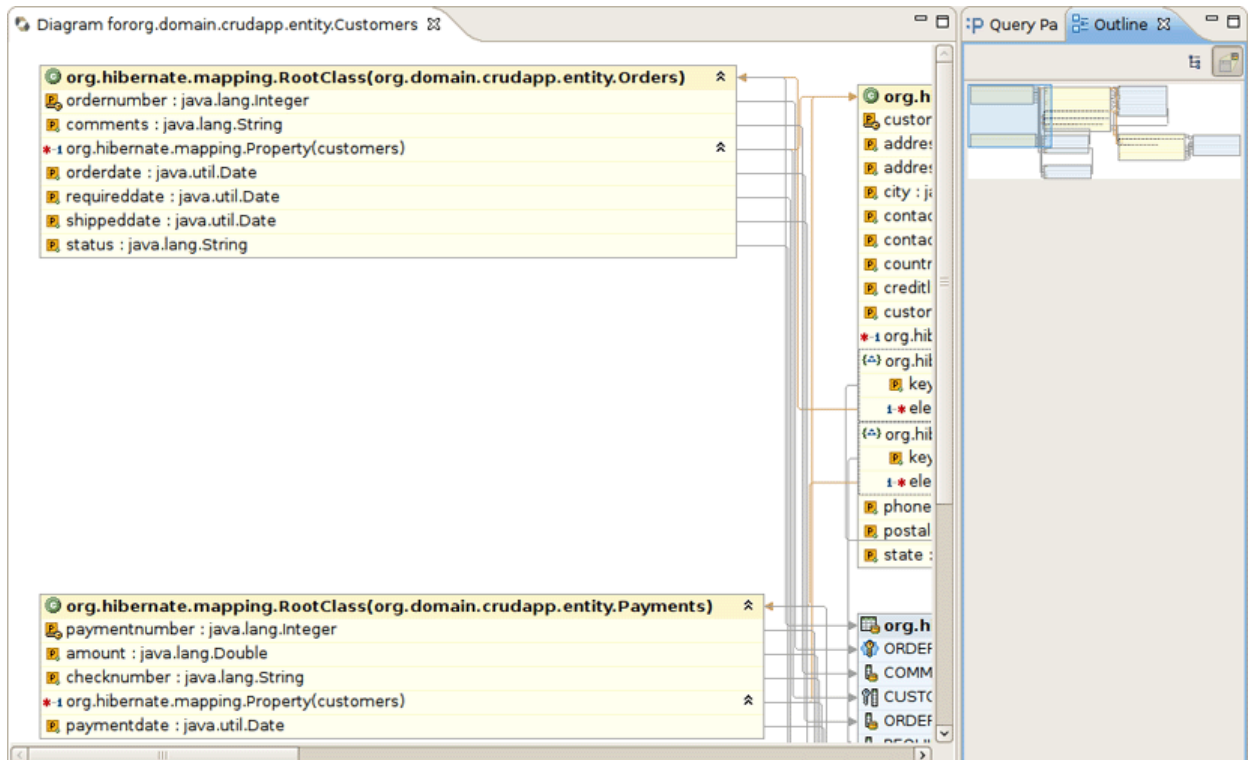 Diagram fororg.domain.crudapp.entity.Customers
Query Pa
Outline
org.hibernate.mapping.RootClass(org.domain.crudapp.entity.Orders)
ordernumber : java.lang.Integer
comments : java.lang.String
org.hibernate.mapping.Property(customers)
orderdate : java.util.Date
requireddate : java.util.Date
shippeddate : java.util.Date
status : java.lang.String
org.h
custor
addres
addres
city : ja
contac
contac
countr
creditl
custor
org.hib
org.hib
key
ele
org.hib
key
ele
phone
postal
state :
org.hibernate.mapping.RootClass(org.domain.crudapp.entity.Payments)
paymentnumber : java.lang.Integer
amount : java.lang.Double
checknumber : java.lang.String
org.hibernate.mapping.Property(customers)
paymentdate : java.util.Date
org.h
ORDER
COMM
CUSTO
ORDER